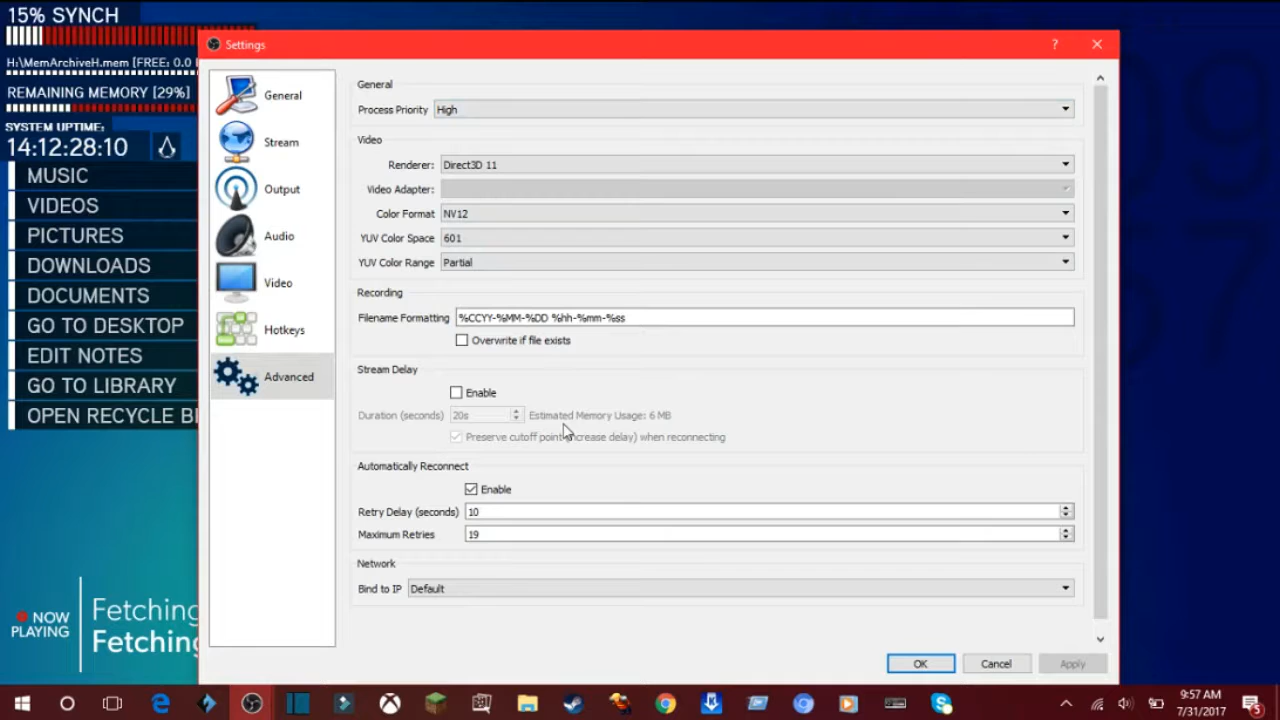 15% SYNCH
H:\MemArchiveH.mem [FREE: 0.0
REMAINING MEMORY [29%]
SYSTEM UPTIME:
14:12:28:10
MUSIC
VIDEOS
PICTURES
DOWNLOADS
DOCUMENTS
GO TO DESKTOP
EDIT NOTES
GO TO LIBRARY
OPEN RECYCLE BI
NOW
PLAYING
Fetching
Fetching
Settings
?
General
Stream
Output
Audio
Video
Hotkeys
Advanced
General
Process Priority High
Video
Renderer: Direct3D 11
Video Adapter:
Color Format NV12
YUV Color Space 601
YUV Color Range Partial
Recording
Filename Formatting %CCYY-%MM-%DD %hh-%mm-%ss
Overwrite if file exists
Stream Delay
Enable
Duration (seconds) 20s Estimated Memory Usage: 6 MB
Preserve cutoff point (increase delay) when reconnecting
Automatically Reconnect
Enable
Retry Delay (seconds) 10
Maximum Retries 19
Network
Bind to IP Default
OK Cancel Apply
9:57 AM
7/31/2017
5